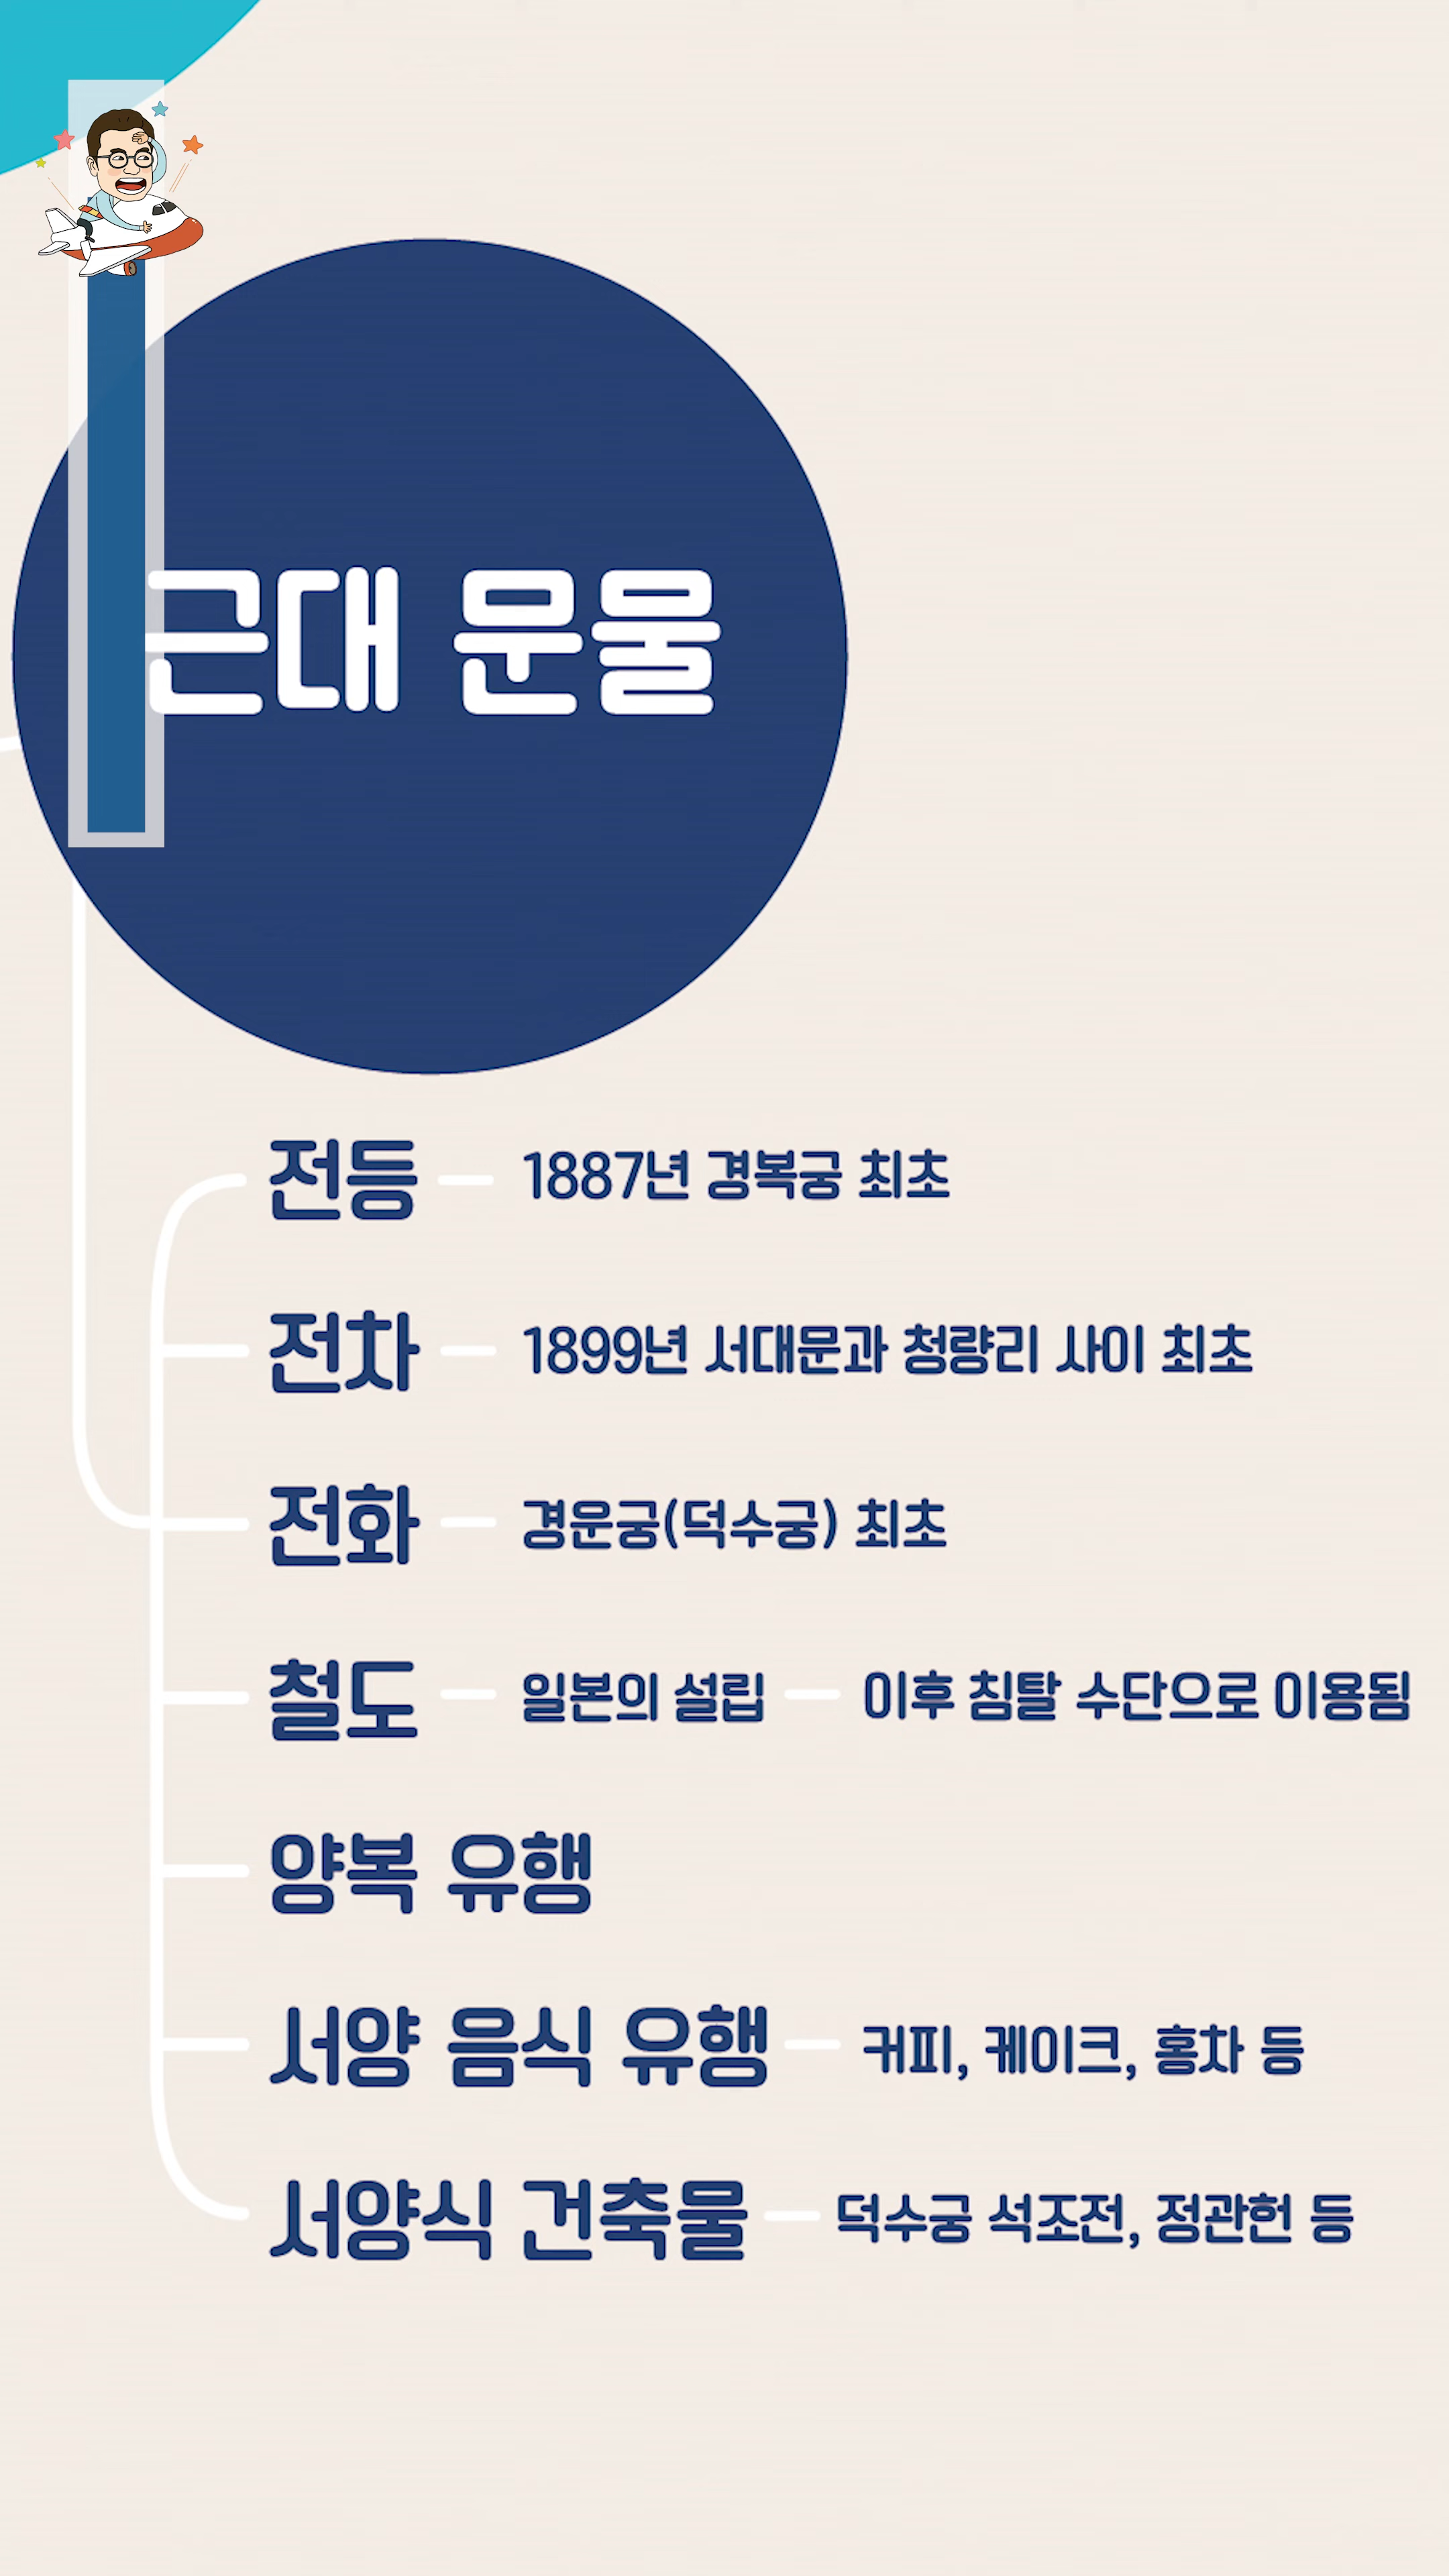 근대 문물
전등 1887년 경복궁 최초
전차 1899년 서대문과 청량리 사이 최초
전화 경운궁(덕수궁) 최초
철도 일본의 설립 이후 침탈 수단으로 이용됨
양복 유행
서양 음식 유행 커피, 케이크, 홍차 등
서양식 건축물 덕수궁 석조전, 정관헌 등